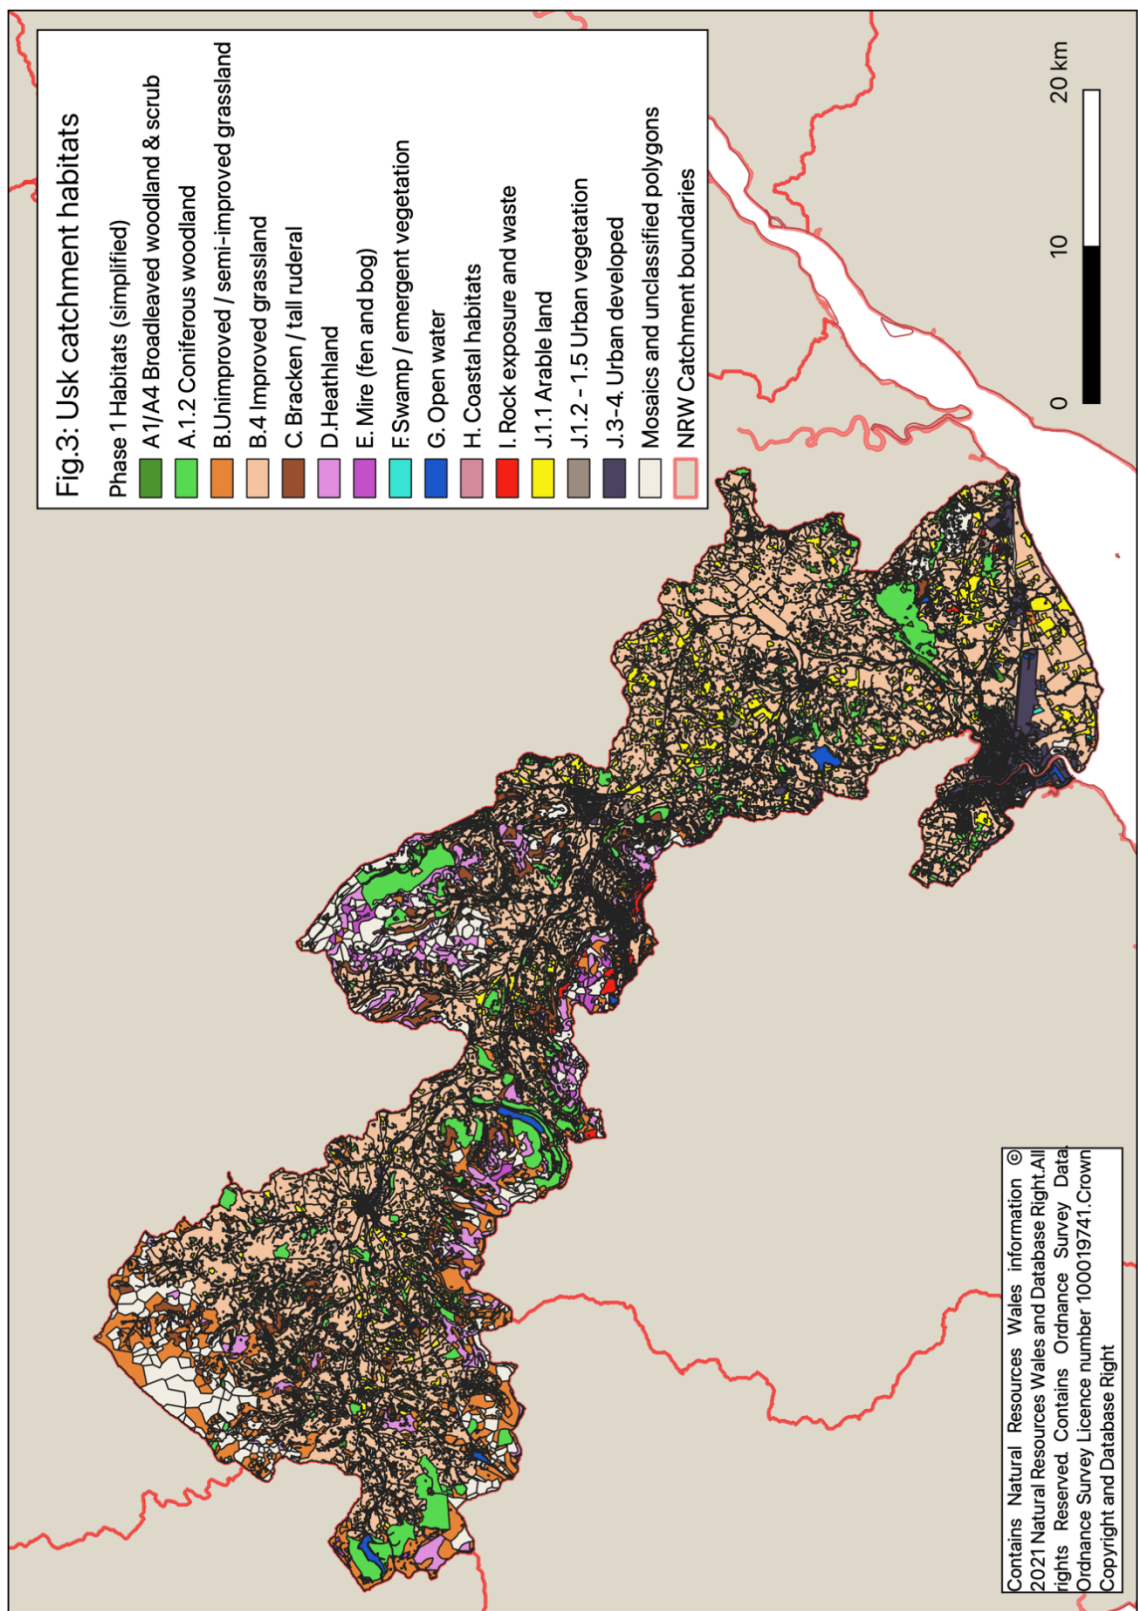 Fig.3: Usk catchment habitats
Phase 1 Habitats (simplified)
A1/A4 Broadleaved woodland & scrub
A.1.2 Coniferous woodland
B.Unimproved / semi-improved grassland
B.4 Improved grassland
C. Bracken / tall ruderal
D.Heathland
E. Mire (fen and bog)
F.Swamp / emergent vegetation
G. Open water
H. Coastal habitats
I. Rock exposure and waste
J1.1 Arable land
J1.2 - 1.5 Urban vegetation
J.3-4. Urban developed
Mosaics and unclassified polygons
NRW Catchment boundaries
0 10 20 km
Contains Natural Resources Wales information ©
2021 Natural Resources Wales and Database Right.All
rights Reserved. Contains Ordnance Survey Data.
Ordnance Survey Licence number 100019741.Crown
Copyright and Database Right